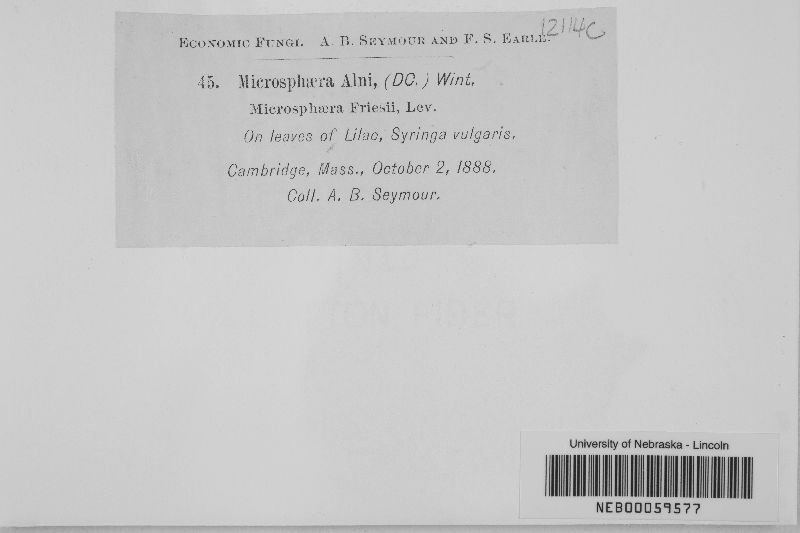 12114C
ECONOMIC FUNGI. A. B. SEYMOUR AND F. S. EARLE.
45. Microsphæra Alni, (DC.) Wint.
Microsphæra Friesii, Lev.
On leaves of Lilac, Syringa vulgaris.
Cambridge, Mass., October 2, 1888.
Coll. A. B. Seymour.
University of Nebraska - Lincoln
NEB00059577